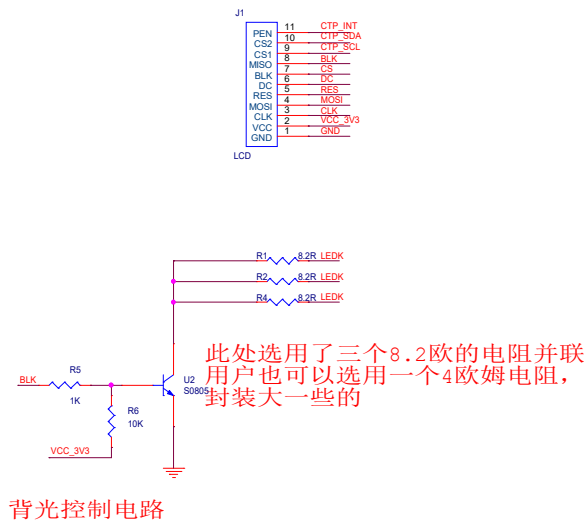 J1
PEN 11 CTP_INT
CS2 10 CTP_SDA
CS1 9 CTP_SCL
MISO 8 BLK
BLK 7 CS
DC 6 DC
RES 5 RES
MOSI 4 MOSI
CLK 3 CLK
VCC 2 VCC_3V3
GND 1 GND
LCD
R1 8.2R LEDK
R2 8.2R LEDK
R4 8.2R LEDK
此处选用了三个8.2欧的电阻并联
用户也可以选用一个4欧姆电阻，
封装大一些的
BLK R5 1K
U2
S0805
R6
10K
VCC_3V3
背光控制电路